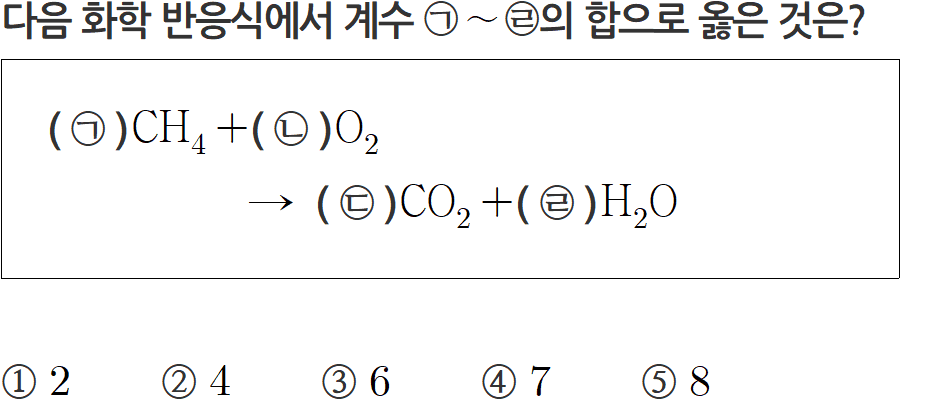 다음 화학 반응식에서 계수 ㉠～㉣의 합으로 옳은 것은?
(㉠)CH₄+(㉡)O₂
→ (㉢)CO₂+(㉣)H₂O
① 2 ② 4 ③ 6 ④ 7 ⑤ 8